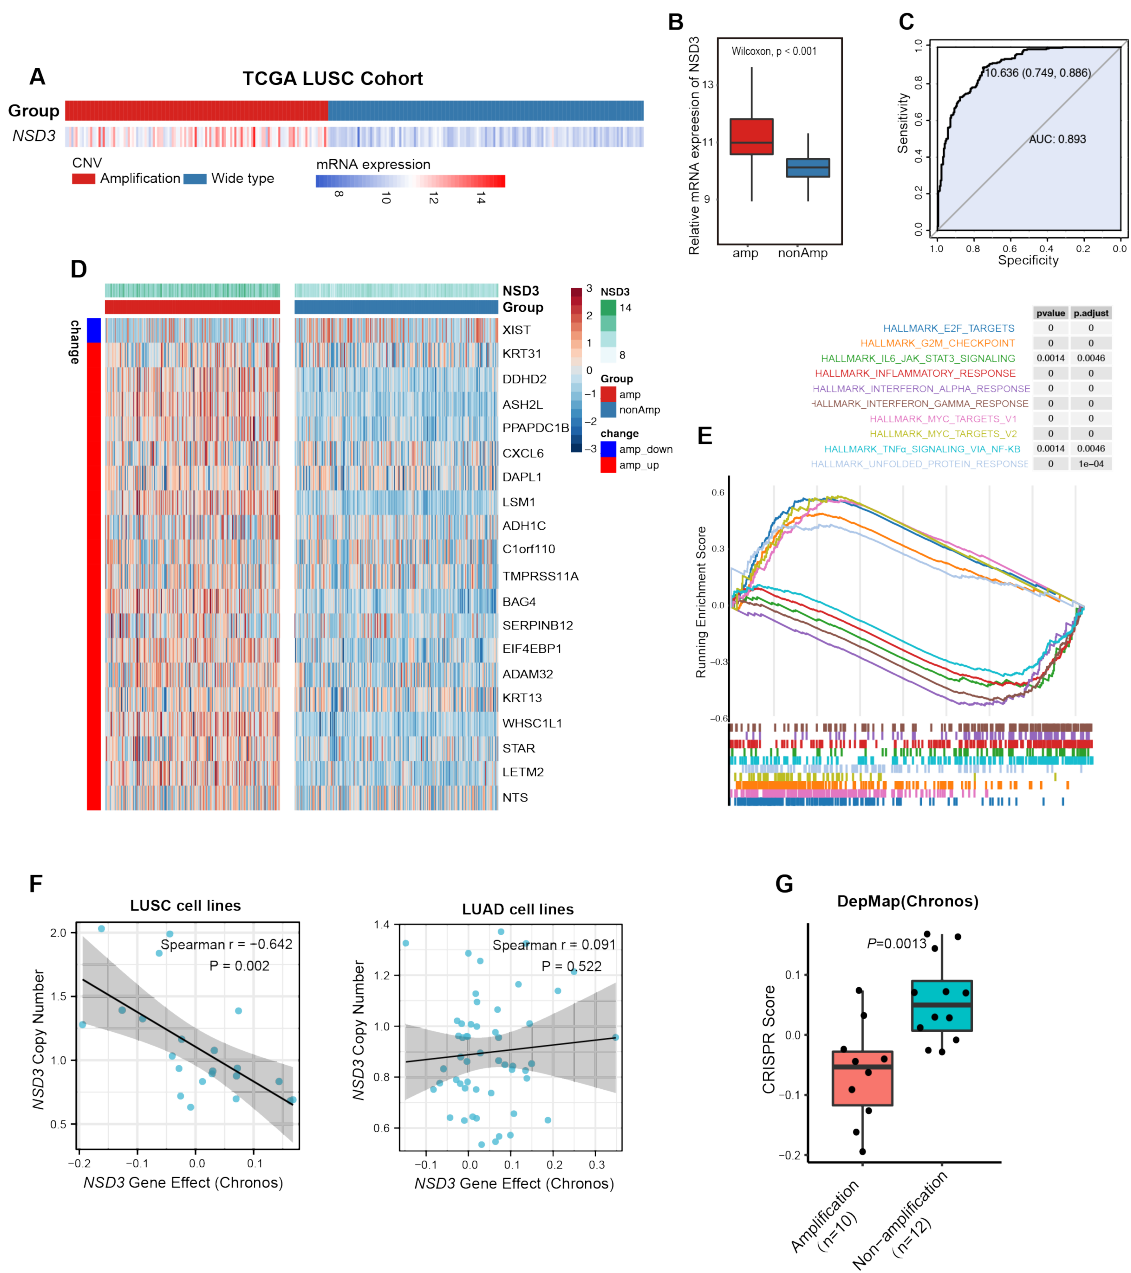 A
TCGA LUSC Cohort
Group
NSD3
CNV
Amplification
Wide type
mRNA expression
8
10
12
14
B
Relative mRNA expreesion of NSD3
Wilcoxon, p < 0.001
13
11
9
amp
nonAmp
C
Sensitivity
1.0
0.8
0.6
0.4
0.2
0.0
10.636 (0.749, 0.886)
AUC: 0.893
1.0
0.8
0.6
0.4
0.2
0.0
Specificity
D
NSD3
Group
change
XIST
KRT31
DDHD2
ASH2L
PPAPDC1B
CXCL6
DAPL1
LSM1
ADH1C
C1orf110
TMPRSS11A
BAG4
SERPINB12
EIF4EBP1
ADAM32
KRT13
WHSC1L1
STAR
LETM2
NTS
3
2
1
0
−1
−2
−3
NSD3
14
8
Group
amp
nonAmp
change
amp_down
amp_up
E
pvalue p.adjust
HALLMARK_E2F_TARGETS 0 0
HALLMARK_G2M_CHECKPOINT 0 0
HALLMARK_IL6_JAK_STAT3_SIGNALING 0.0014 0.0046
HALLMARK_INFLAMMATORY_RESPONSE 0 0
HALLMARK_INTERFERON_ALPHA_RESPONSE 0 0
HALLMARK_INTERFERON_GAMMA_RESPONSE 0 0
HALLMARK_MYC_TARGETS_V1 0 0
HALLMARK_MYC_TARGETS_V2 0 0
HALLMARK_TNFα_SIGNALING_VIA_NF-KB 0.0014 0.0046
HALLMARK_UNFOLDED_PROTEIN_RESPONSE 0 1e−04
Running Enrichment Score
0.6
0.3
0.0
−0.3
−0.6
F
LUSC cell lines
Spearman r = −0.642
P = 0.002
NSD3 Copy Number
2.0
1.5
1.0
0.5
−0.2
−0.1
0.0
0.1
NSD3 Gene Effect (Chronos)
LUAD cell lines
Spearman r = 0.091
P = 0.522
NSD3 Copy Number
1.4
1.2
1.0
0.8
0.6
−0.1
0.0
0.1
0.2
0.3
NSD3 Gene Effect (Chronos)
G
DepMap(Chronos)
P=0.0013
CRISPR Score
0.1
0.0
−0.1
−0.2
Amplification
(n=10)
Non−amplification
(n=12)